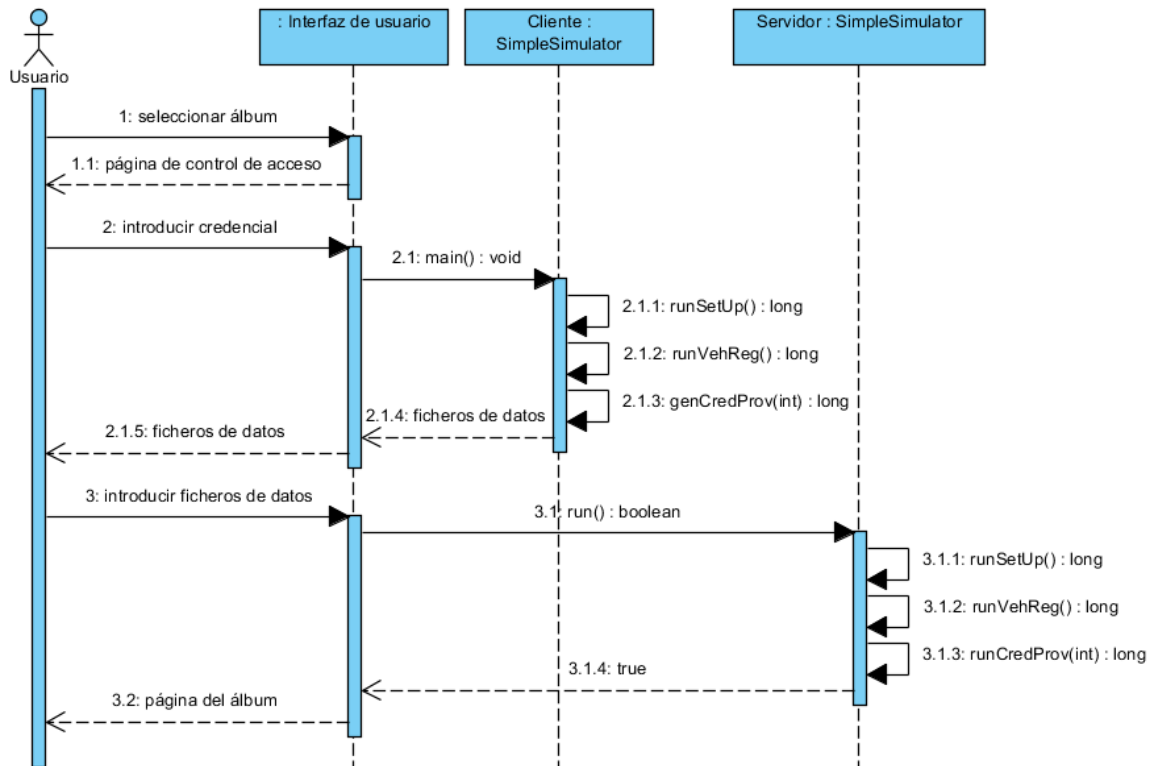 : Interfaz de usuario
Cliente :
SimpleSimulator
Servidor : SimpleSimulator
Usuario
1: seleccionar álbum
1.1: página de control de acceso
2: introducir credencial
2.1: main() : void
2.1.1: runSetUp() : long
2.1.2: runVehReg() : long
2.1.3: genCredProv(int) : long
2.1.4: ficheros de datos
2.1.5: ficheros de datos
3: introducir ficheros de datos
3.1: run() : boolean
3.1.1: runSetUp() : long
3.1.2: runVehReg() : long
3.1.3: runCredProv(int) : long
3.1.4: true
3.2: página del álbum